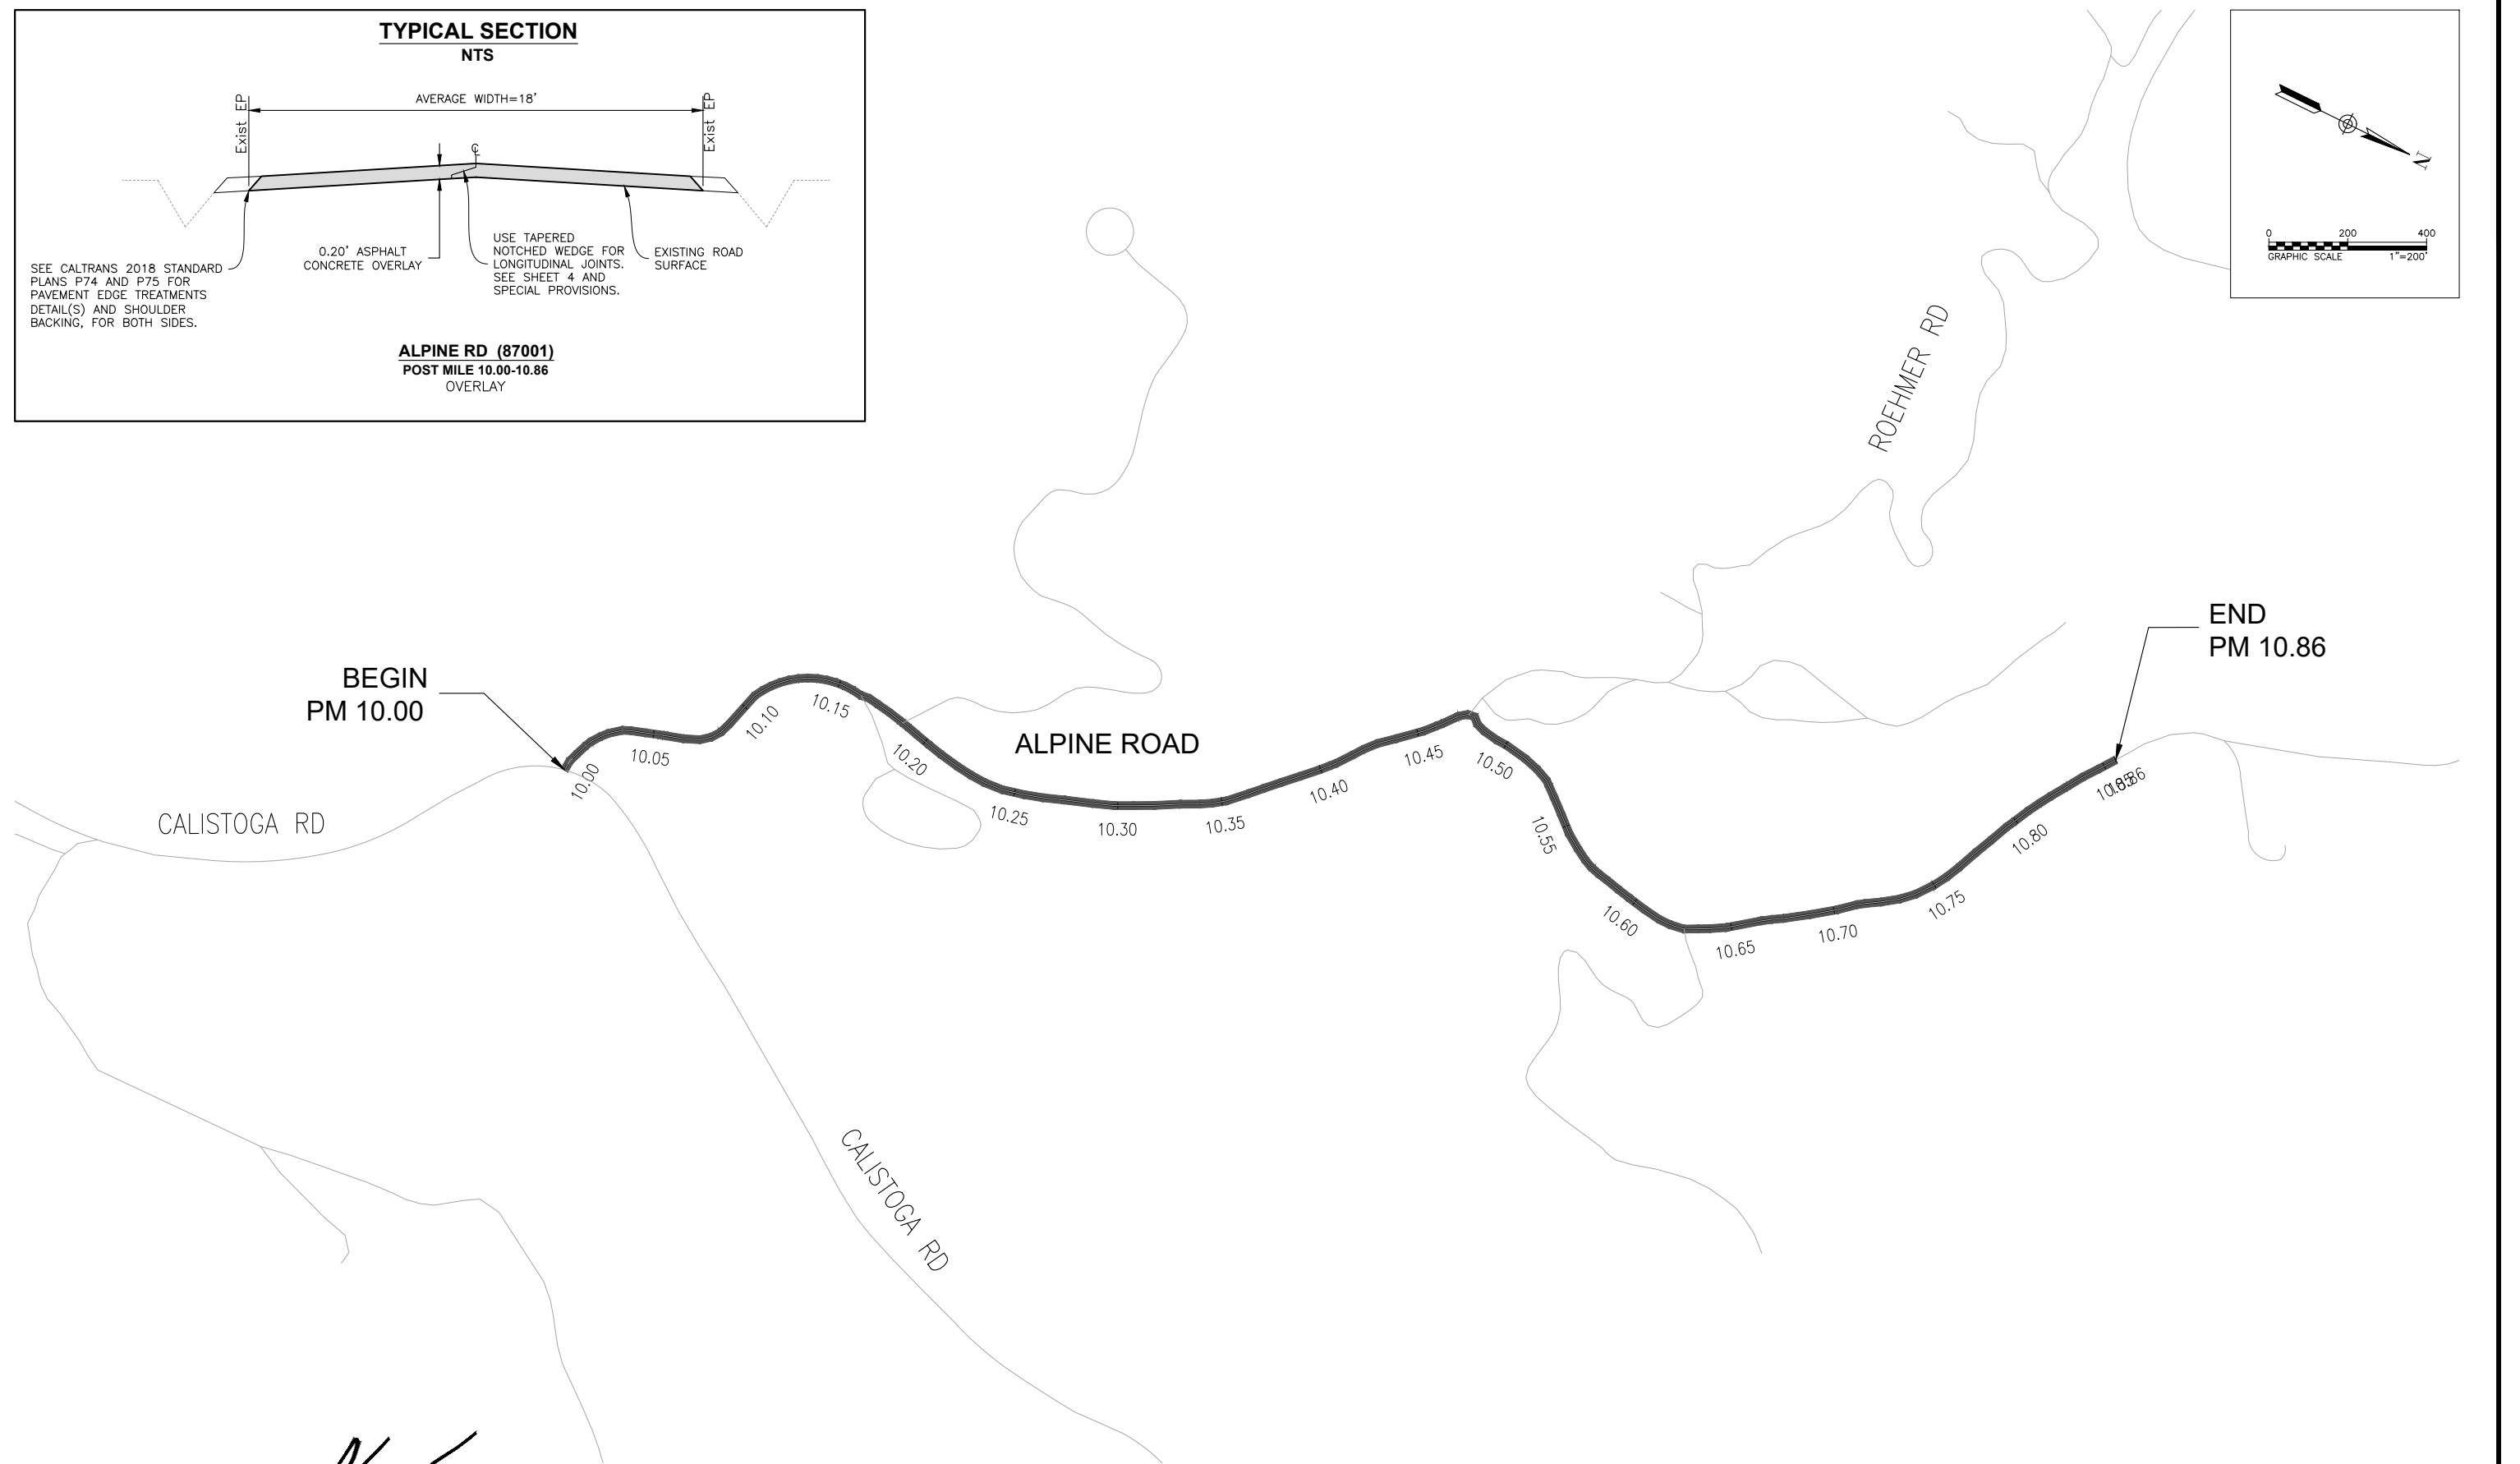 TYPICAL SECTION
NTS
Exist EP
AVERAGE WIDTH=18'
Exist EP
℄
SEE CALTRANS 2018 STANDARD
PLANS P74 AND P75 FOR
PAVEMENT EDGE TREATMENTS
DETAIL(S) AND SHOULDER
BACKING, FOR BOTH SIDES.
0.20' ASPHALT
CONCRETE OVERLAY
USE TAPERED
NOTCHED WEDGE FOR
LONGITUDINAL JOINTS.
SEE SHEET 4 AND
SPECIAL PROVISIONS.
EXISTING ROAD
SURFACE
ALPINE RD (87001)
POST MILE 10.00-10.86
OVERLAY
N
0 200 400
GRAPHIC SCALE 1"=200'
ROEHMER RD
BEGIN
PM 10.00
END
PM 10.86
ALPINE ROAD
CALISTOGA RD
10.00
10.05
10.10
10.15
10.20
10.25
10.30
10.35
10.40
10.45
10.50
10.55
10.60
10.65
10.70
10.75
10.80
10.85
10.86
CALISTOGA RD